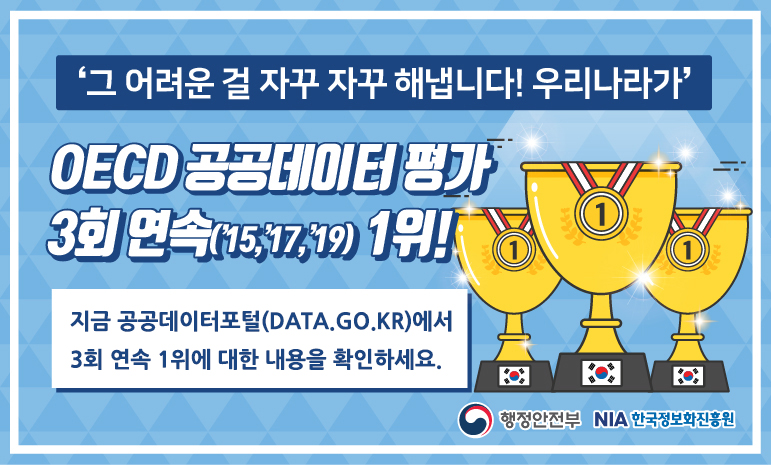 ‘그 어려운 걸 자꾸 자꾸 해냅니다! 우리나라가’
OECD 공공데이터 평가
3회 연속(’15,’17,’19) 1위!
1
1
1
지금 공공데이터포털(DATA.GO.KR)에서
3회 연속 1위에 대한 내용을 확인하세요.
행정안전부 NIA 한국정보화진흥원